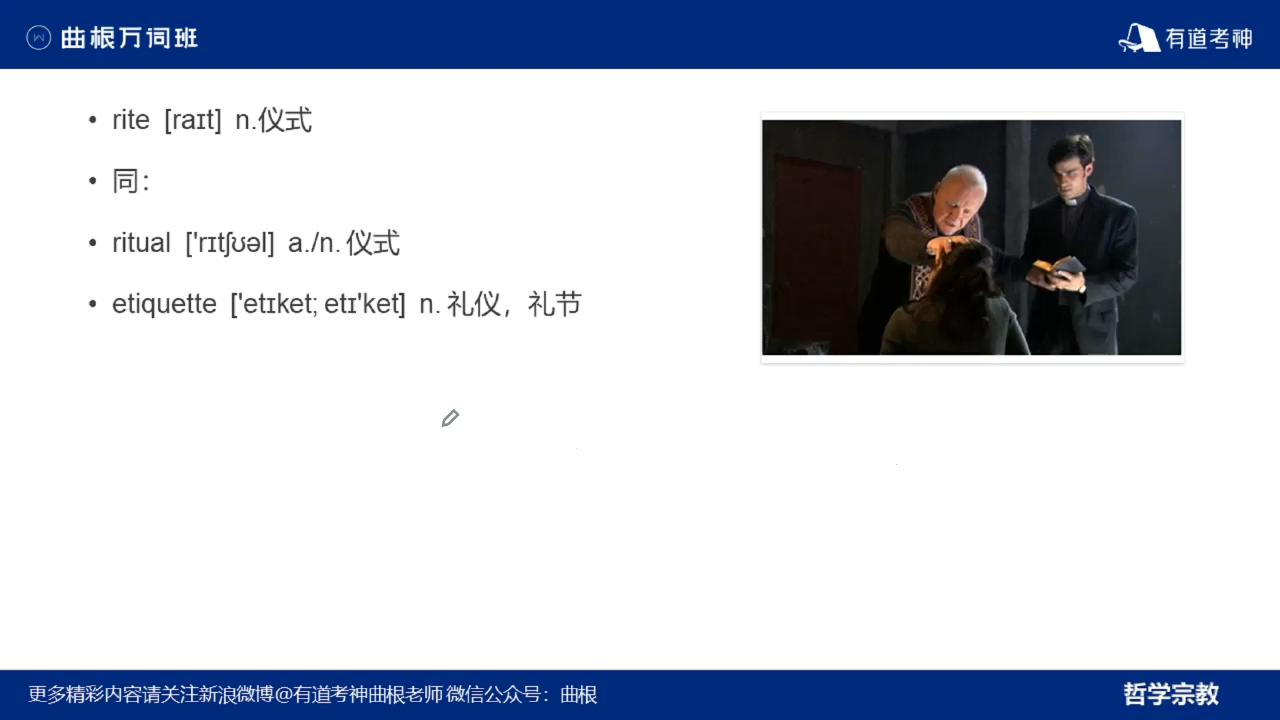 曲根万词班
有道考神
• rite [raɪt] n.仪式
• 同：
• ritual ['rɪtʃʊəl] a./n. 仪式
• etiquette ['etɪket; etɪ'ket] n. 礼仪，礼节
更多精彩内容请关注新浪微博@有道考神曲根老师 微信公众号：曲根
哲学宗教